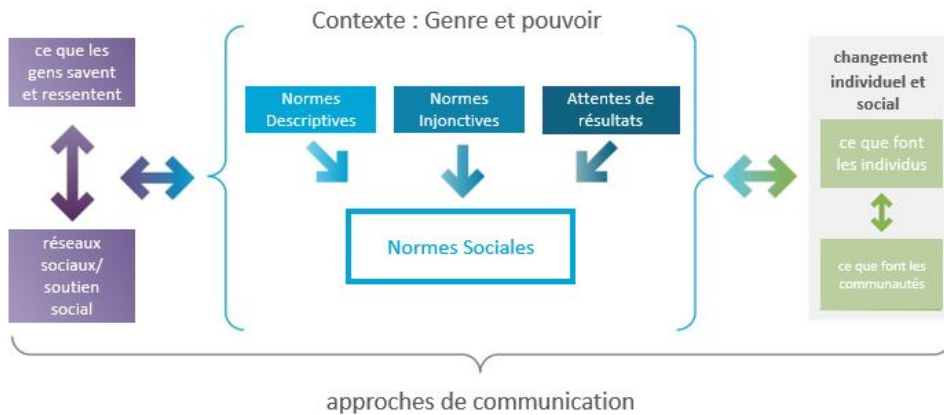 Contexte : Genre et pouvoir
ce que les
gens savent
et ressentent
réseaux
sociaux/
soutien
social
Normes
Descriptives
Normes
Injonctives
Attentes de
résultats
Normes Sociales
changement
individuel et
social
ce que font
les individus
ce que font les
communautés
approches de communication